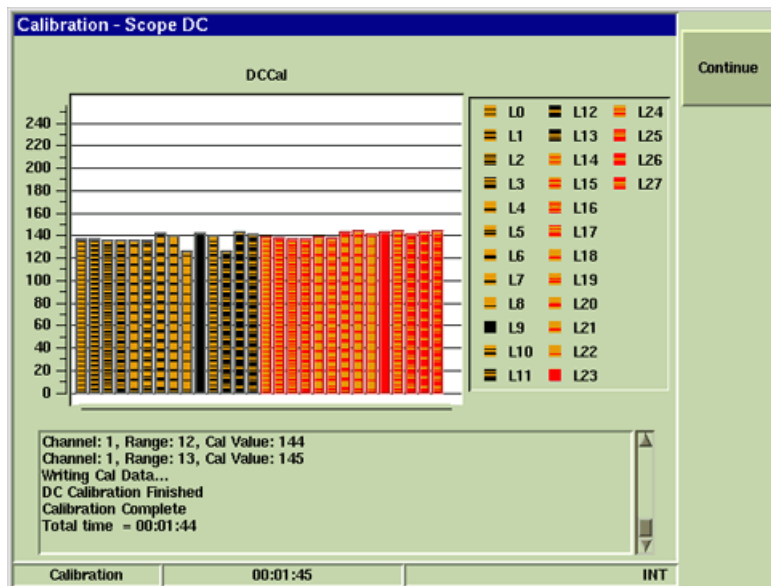 Calibration - Scope DC
Continue
DCCal
240
220
200
180
160
140
120
100
80
60
40
20
0
L0 L12 L24
L1 L13 L25
L2 L14 L26
L3 L15 L27
L4 L16
L5 L17
L6 L18
L7 L19
L8 L20
L9 L21
L10 L22
L11 L23
Channel: 1, Range: 12, Cal Value: 144
Channel: 1, Range: 13, Cal Value: 145
Writing Cal Data...
DC Calibration Finished
Calibration Complete
Total time = 00:01:44
Calibration 00:01:45 INT